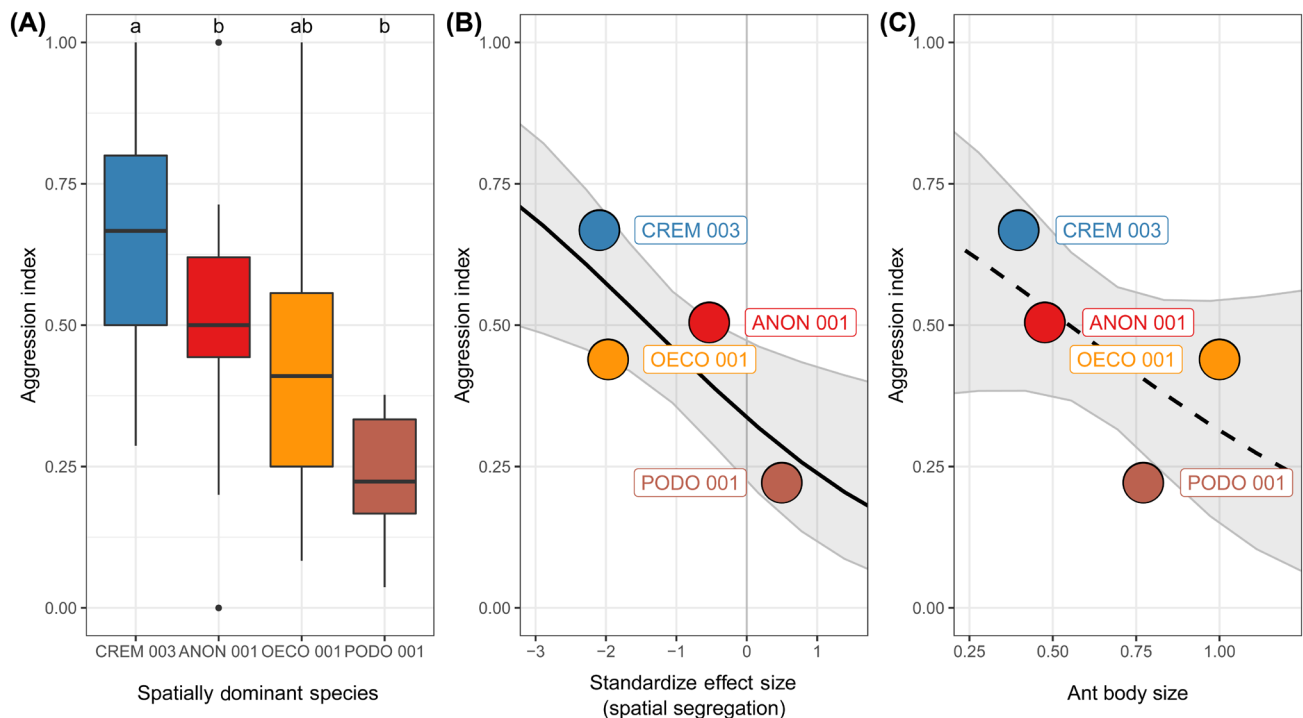 (A)
a b ab b
Aggression index
1.00
0.75
0.50
0.25
0.00
CREM 003 ANON 001 OECO 001 PODO 001
Spatially dominant species
(B)
Aggression index
1.00
0.75
0.50
0.25
0.00
CREM 003
ANON 001
OECO 001
PODO 001
−3 −2 −1 0 1
Standardize effect size
(spatial segregation)
(C)
Aggression index
1.00
0.75
0.50
0.25
0.00
CREM 003
ANON 001
OECO 001
PODO 001
0.25 0.50 0.75 1.00
Ant body size